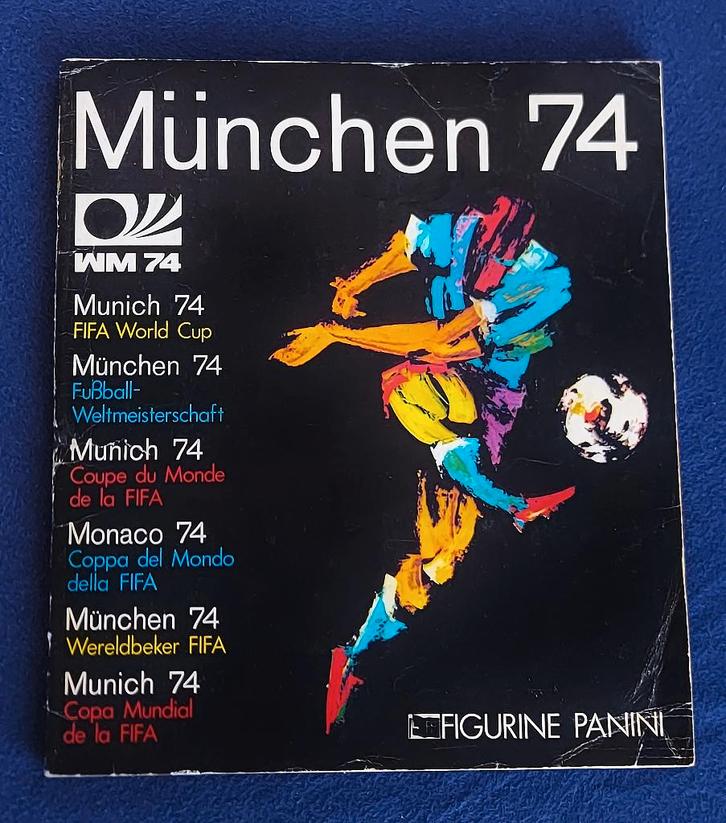 München 74
WM 74
Munich 74
FIFA World Cup
München 74
Fußball-
Weltmeisterschaft
Munich 74
Coupe du Monde
de la FIFA
Monaco 74
Coppa del Mondo
della FIFA
München 74
Wereldbeker FIFA
Munich 74
Copa Mundial
de la FIFA
FIGURINE PANINI